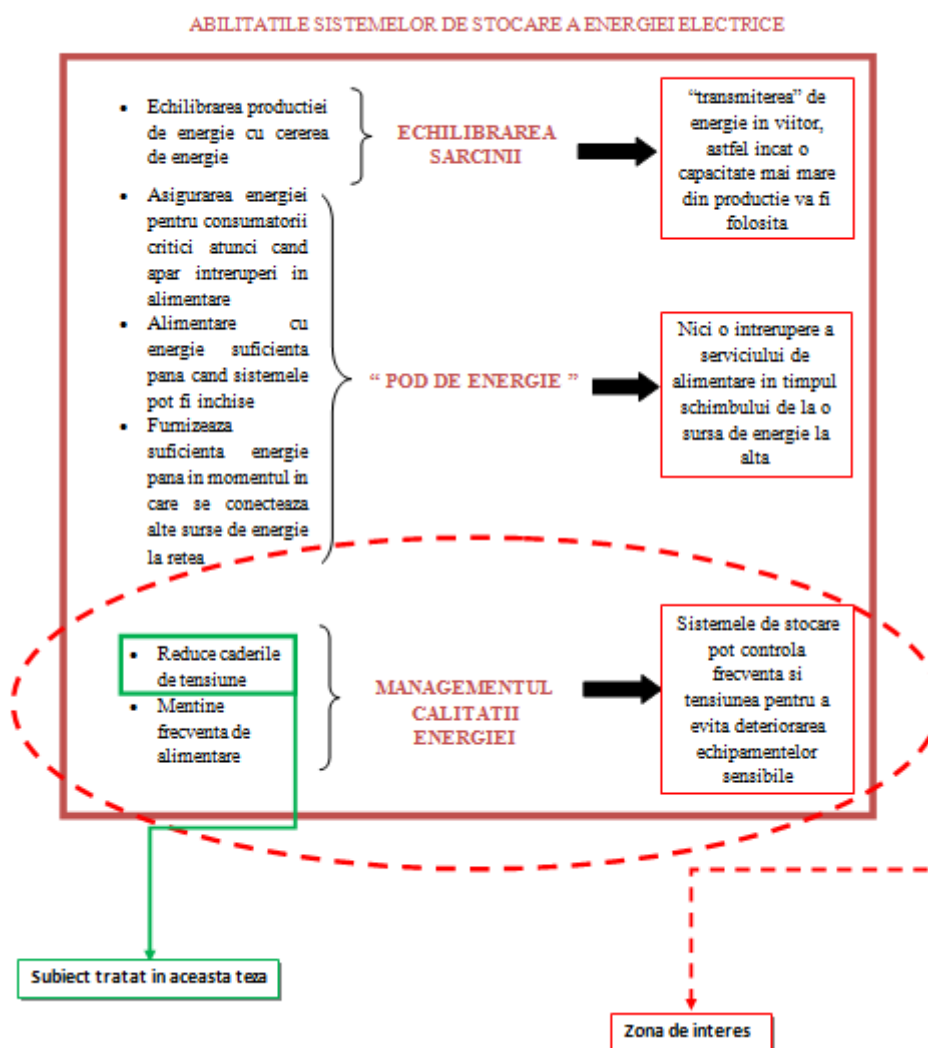 ABILITATILE SISTEMELOR DE STOCARE A ENERGIEI ELECTRICE
• Echilibrarea productiei
de energie cu cererea
de energie
ECHILIBRAREA
SARCINII
“transmiterea” de
energie in viitor,
astfel incat o
capacitate mai mare
din productie va fi
folosita
• Asigurarea energiei
pentru consumatorii
critici atunci cand
apar intreruperi in
alimentare
• Alimentare cu
energie suficienta
pana cand sistemele
pot fi inchise
• Furnizeaza
suficienta energie
pana in momentul in
care se conecteaza
alte surse de energie
la retea
“ POD DE ENERGIE ”
Nici o intrerupere a
serviciului de
alimentare in timpul
schimbului de la o
sursa de energie la
alta
• Reduce caderile
de tensiune
• Mentine
frecventa de
alimentare
MANAGEMENTUL
CALITATII
ENERGIEI
Sistemele de stocare
pot controla
frecventa si
tensiunea pentru a
evita deteriorarea
echipamentelor
sensibile
Subiect tratat in aceasta teza
Zona de interes